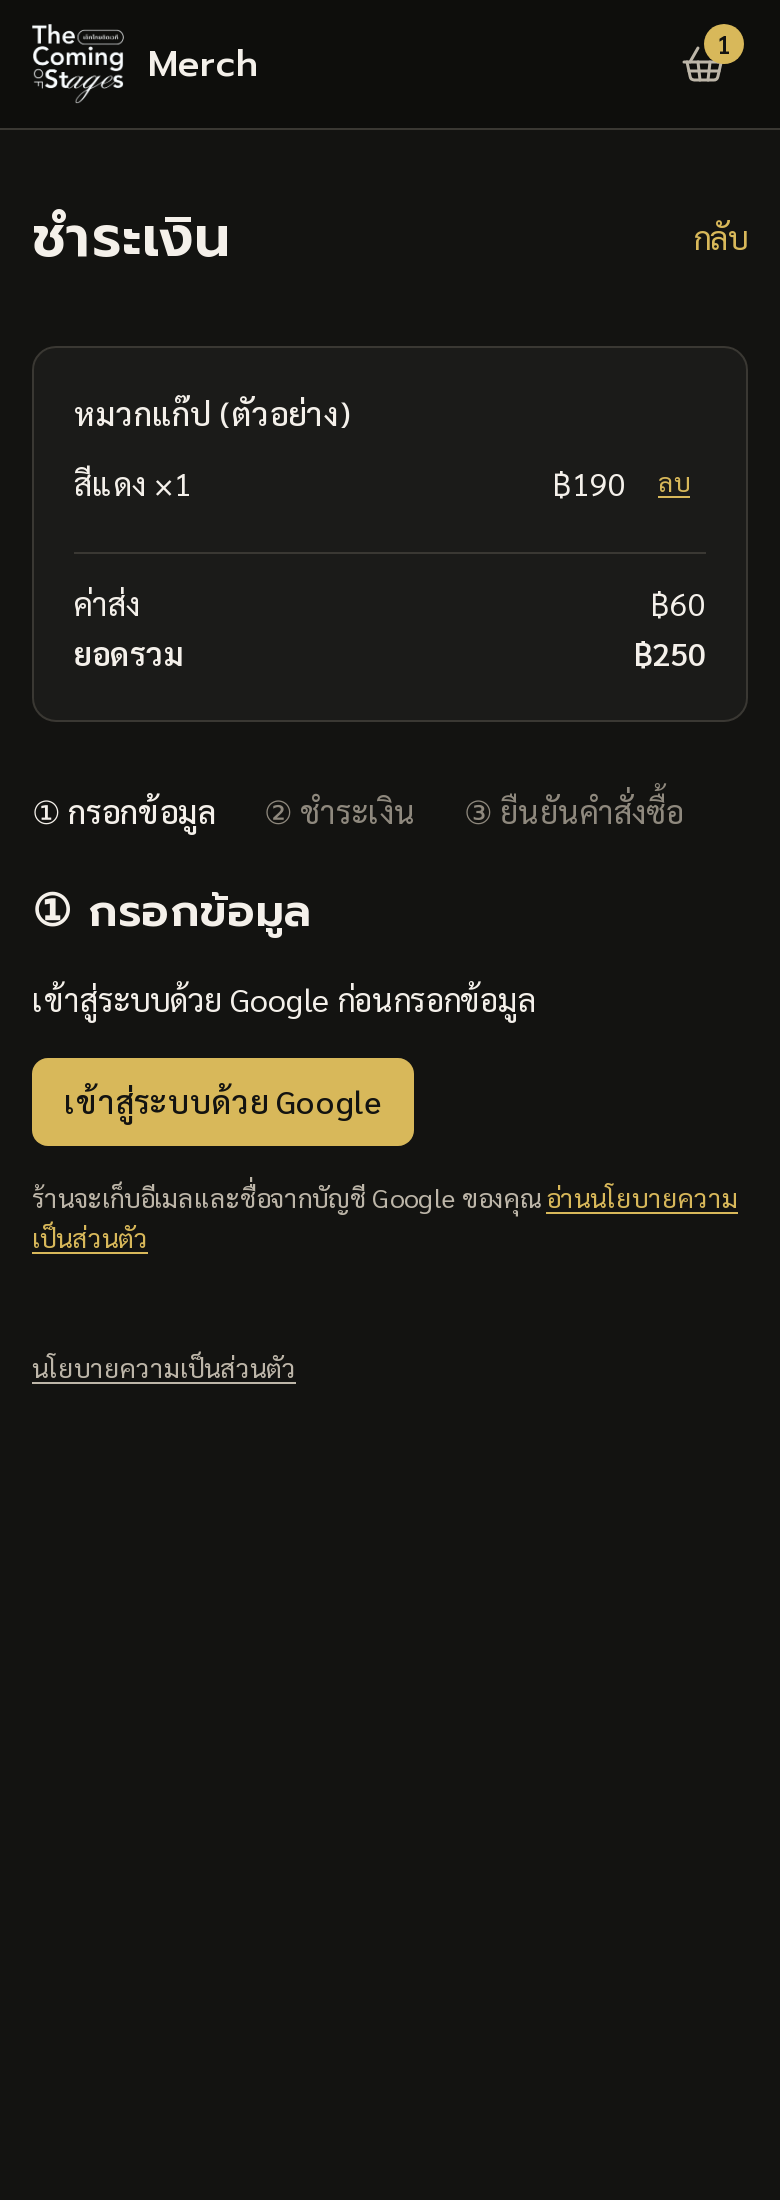 The
Coming
OF Stages
Merch
1
ชำระเงิน
กลับ
หมวกแก๊ป (ตัวอย่าง)
สีแดง ×1 ฿190 ลบ
ค่าส่ง ฿60
ยอดรวม ฿250
① กรอกข้อมูล ② ชำระเงิน ③ ยืนยันคำสั่งซื้อ
① กรอกข้อมูล
เข้าสู่ระบบด้วย Google ก่อนกรอกข้อมูล
เข้าสู่ระบบด้วย Google
ร้านจะเก็บอีเมลและชื่อจากบัญชี Google ของคุณ อ่านนโยบายความ
เป็นส่วนตัว
นโยบายความเป็นส่วนตัว